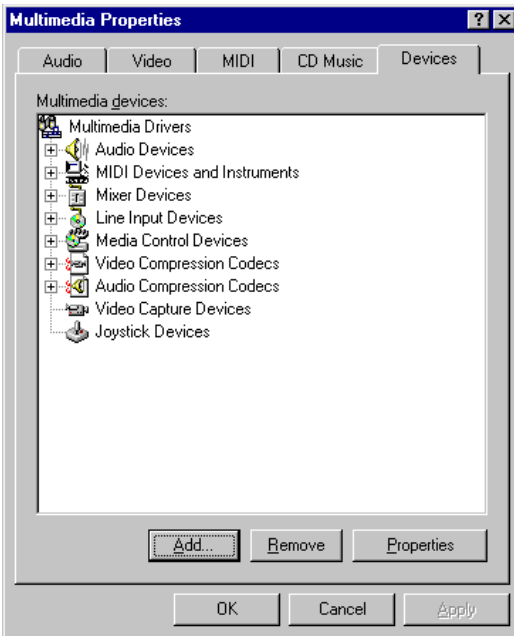 Multimedia Properties
Audio Video MIDI CD Music Devices
Multimedia devices:
Multimedia Drivers
Audio Devices
MIDI Devices and Instruments
Mixer Devices
Line Input Devices
Media Control Devices
Video Compression Codecs
Audio Compression Codecs
Video Capture Devices
Joystick Devices
Add... Remove Properties
OK Cancel Apply